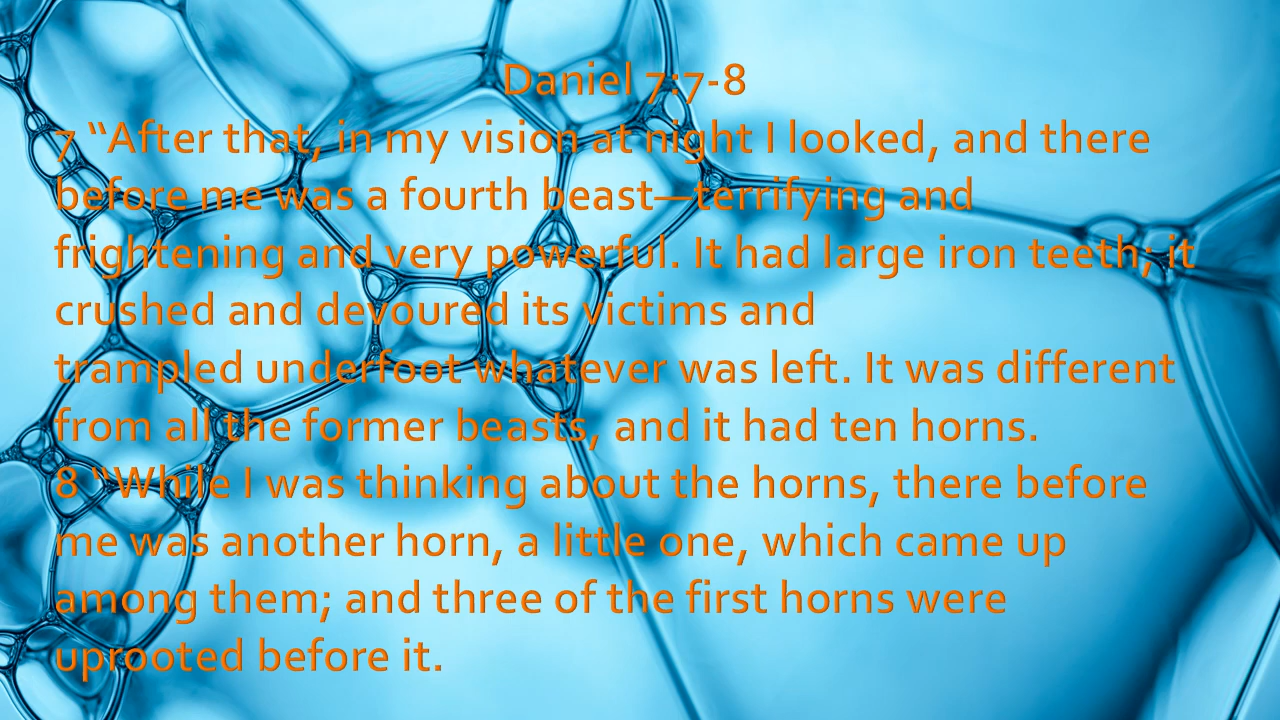 Daniel 7:7-8
7 “After that, in my vision at night I looked, and there
before me was a fourth beast—terrifying and
frightening and very powerful. It had large iron teeth; it
crushed and devoured its victims and
trampled underfoot whatever was left. It was different
from all the former beasts, and it had ten horns.
8 “While I was thinking about the horns, there before
me was another horn, a little one, which came up
among them; and three of the first horns were
uprooted before it.